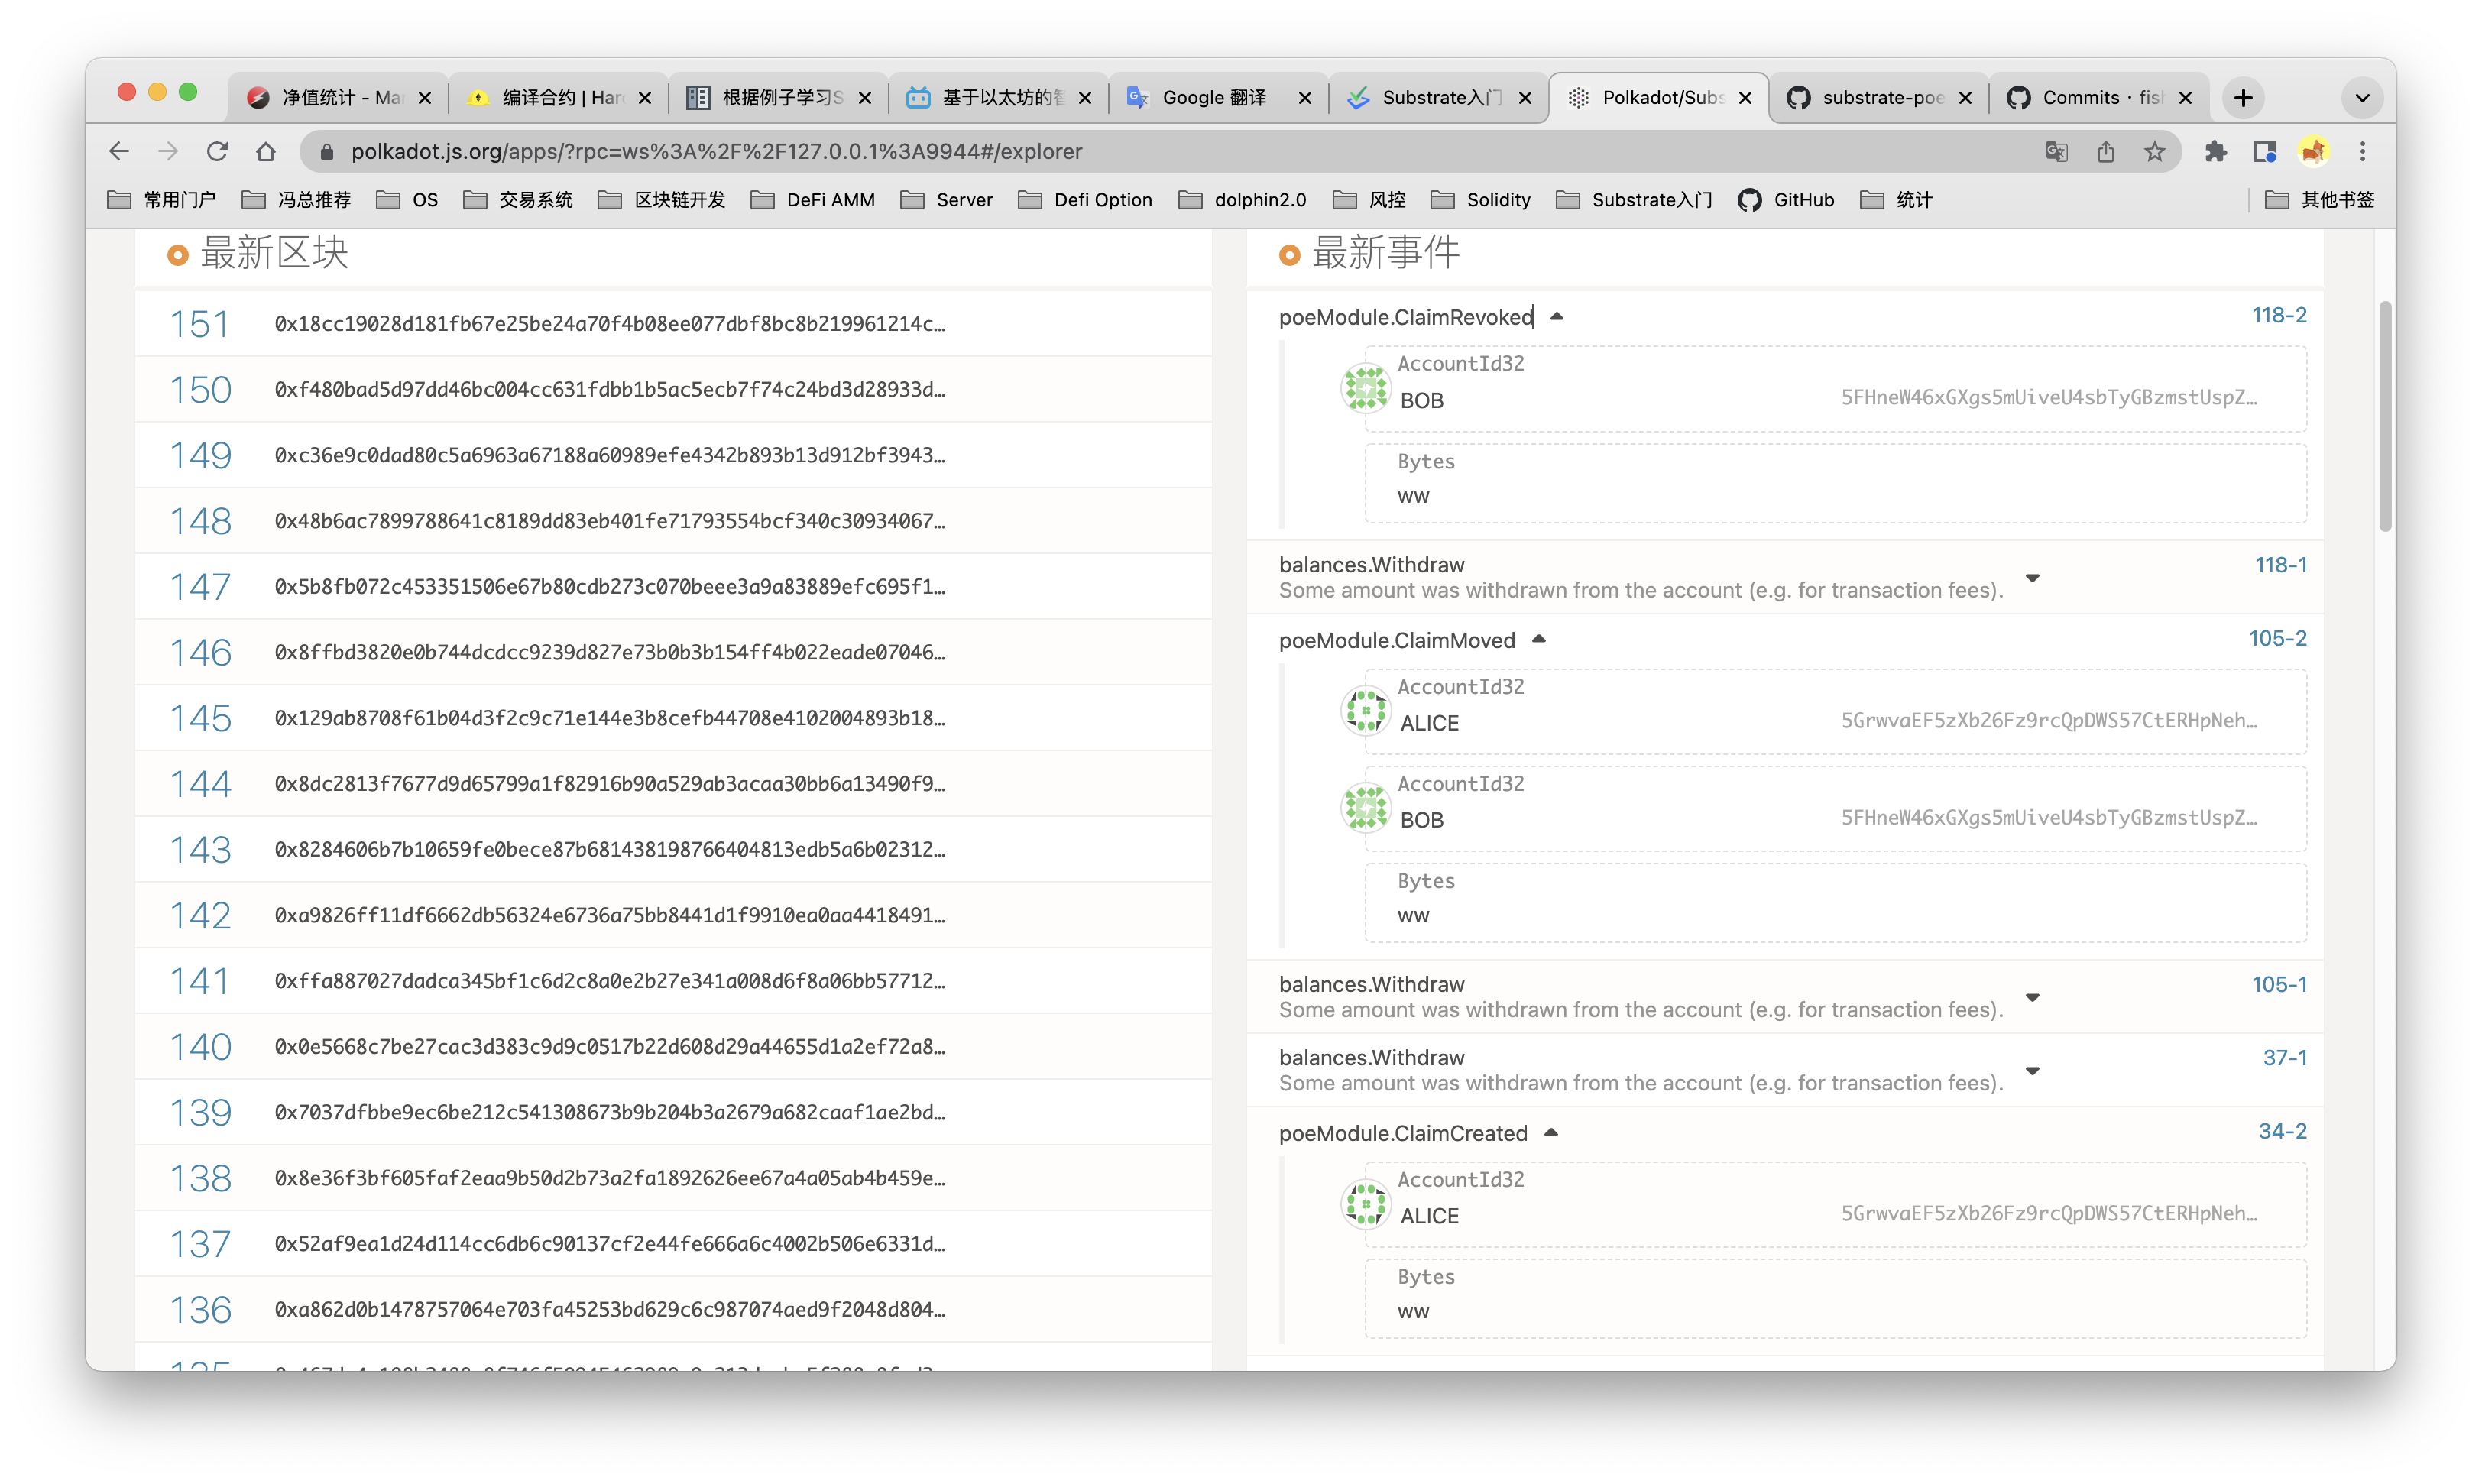 净值统计 - Mar
编译合约 | Hard
根据例子学习S
基于以太坊的智
Google 翻译
Substrate入门
Polkadot/Subs
substrate-poe
Commits · fish
polkadot.js.org/apps/?rpc=ws%3A%2F%2F127.0.0.1%3A9944#/explorer
常用门户
冯总推荐
OS
交易系统
区块链开发
DeFi AMM
Server
Defi Option
dolphin2.0
风控
Solidity
Substrate入门
GitHub
统计
其他书签
最新区块
151 0x18cc19028d181fb67e25be24a70f4b08ee077dbf8bc8b219961214c…
150 0xf480bad5d97dd46bc004cc631fdbb1b5ac5ecb7f74c24bd3d28933d…
149 0xc36e9c0dad80c5a6963a67188a60989efe4342b893b13d912bf3943…
148 0x48b6ac7899788641c8189dd83eb401fe71793554bcf340c30934067…
147 0x5b8fb072c453351506e67b80cdb273c070beee3a9a83889efc695f1…
146 0x8ffbd3820e0b744dcdcc9239d827e73b0b3b154ff4b022eade07046…
145 0x129ab8708f61b04d3f2c9c71e144e3b8cefb44708e4102004893b18…
144 0x8dc2813f7677d9d65799a1f82916b90a529ab3acaa30bb6a13490f9…
143 0x8284606b7b10659fe0bece87b681438198766404813edb5a6b02312…
142 0xa9826ff11df6662db56324e6736a75bb8441d1f9910ea0aa4418491…
141 0xffa887027dadca345bf1c6d2c8a0e2b27e341a008d6f8a06bb57712…
140 0x0e5668c7be27cac3d383c9d9c0517b22d608d29a44655d1a2ef72a8…
139 0x7037dfbbe9ec6be212c541308673b9b204b3a2679a682caaf1ae2bd…
138 0x8e36f3bf605faf2eaa9b50d2b73a2fa1892626ee67a4a05ab4b459e…
137 0x52af9ea1d24d114cc6db6c90137cf2e44fe666a6c4002b506e6331d…
136 0xa862d0b1478757064e703fa45253bd629c6c987074aed9f2048d804…
最新事件
poeModule.ClaimRevoked 118-2
AccountId32
BOB 5FHneW46xGXgs5mUiveU4sbTyGBzmstUspZ…
Bytes
ww
balances.Withdraw 118-1
Some amount was withdrawn from the account (e.g. for transaction fees).
poeModule.ClaimMoved 105-2
AccountId32
ALICE 5GrwvaEF5zXb26Fz9rcQpDWS57CtERHpNeh…
AccountId32
BOB 5FHneW46xGXgs5mUiveU4sbTyGBzmstUspZ…
Bytes
ww
balances.Withdraw 105-1
Some amount was withdrawn from the account (e.g. for transaction fees).
balances.Withdraw 37-1
Some amount was withdrawn from the account (e.g. for transaction fees).
poeModule.ClaimCreated 34-2
AccountId32
ALICE 5GrwvaEF5zXb26Fz9rcQpDWS57CtERHpNeh…
Bytes
ww